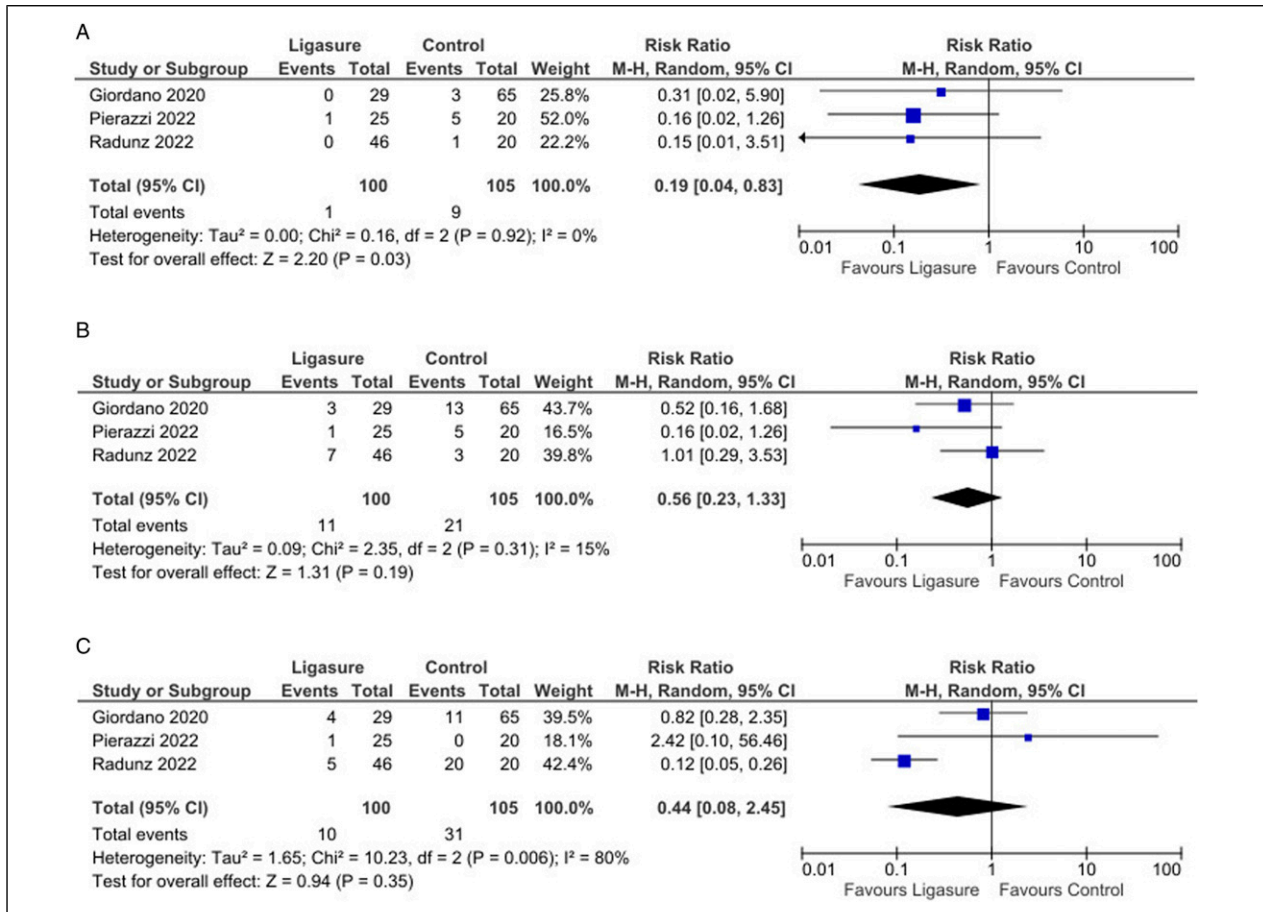 A
Ligasure Control Risk Ratio Risk Ratio
Study or Subgroup Events Total Events Total Weight M-H, Random, 95% CI M-H, Random, 95% CI
Giordano 2020 0 29 3 65 25.8% 0.31 [0.02, 5.90]
Pierazzi 2022 1 25 5 20 52.0% 0.16 [0.02, 1.26]
Radunz 2022 0 46 1 20 22.2% 0.15 [0.01, 3.51]
Total (95% CI) 100 105 100.0% 0.19 [0.04, 0.83]
Total events 1 9
Heterogeneity: Tau² = 0.00; Chi² = 0.16, df = 2 (P = 0.92); I² = 0%
Test for overall effect: Z = 2.20 (P = 0.03)
0.01 0.1 1 10 100
Favours Ligasure Favours Control
B
Ligasure Control Risk Ratio Risk Ratio
Study or Subgroup Events Total Events Total Weight M-H, Random, 95% CI M-H, Random, 95% CI
Giordano 2020 3 29 13 65 43.7% 0.52 [0.16, 1.68]
Pierazzi 2022 1 25 5 20 16.5% 0.16 [0.02, 1.26]
Radunz 2022 7 46 3 20 39.8% 1.01 [0.29, 3.53]
Total (95% CI) 100 105 100.0% 0.56 [0.23, 1.33]
Total events 11 21
Heterogeneity: Tau² = 0.09; Chi² = 2.35, df = 2 (P = 0.31); I² = 15%
Test for overall effect: Z = 1.31 (P = 0.19)
0.01 0.1 1 10 100
Favours Ligasure Favours Control
C
Ligasure Control Risk Ratio Risk Ratio
Study or Subgroup Events Total Events Total Weight M-H, Random, 95% CI M-H, Random, 95% CI
Giordano 2020 4 29 11 65 39.5% 0.82 [0.28, 2.35]
Pierazzi 2022 1 25 0 20 18.1% 2.42 [0.10, 56.46]
Radunz 2022 5 46 20 20 42.4% 0.12 [0.05, 0.26]
Total (95% CI) 100 105 100.0% 0.44 [0.08, 2.45]
Total events 10 31
Heterogeneity: Tau² = 1.65; Chi² = 10.23, df = 2 (P = 0.006); I² = 80%
Test for overall effect: Z = 0.94 (P = 0.35)
0.01 0.1 1 10 100
Favours Ligasure Favours Control